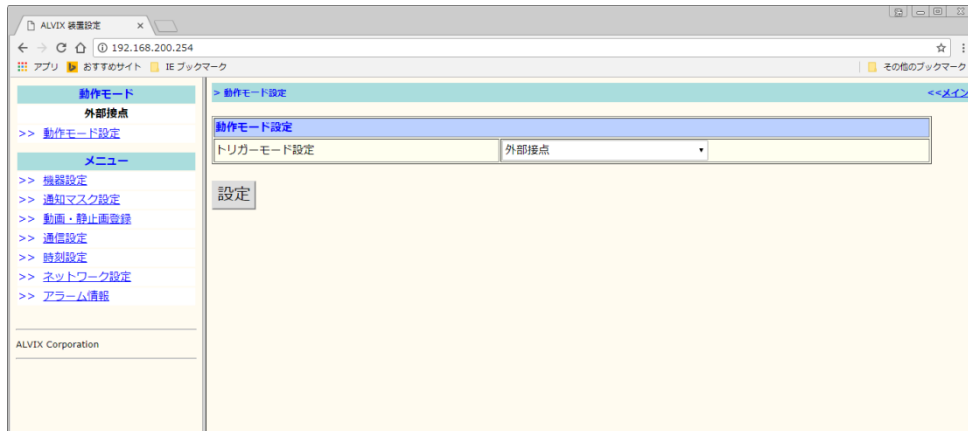 ALVIX 装置設定
192.168.200.254
アプリ おすすめサイト IE ブックマーク その他のブックマーク
動作モード
外部接点
>> 動作モード設定
メニュー
>> 機器設定
>> 通知マスク設定
>> 動画・静止画登録
>> 通信設定
>> 時刻設定
>> ネットワーク設定
>> アラーム情報
ALVIX Corporation
> 動作モード設定 <<メイン
動作モード設定
トリガーモード設定 外部接点
設定